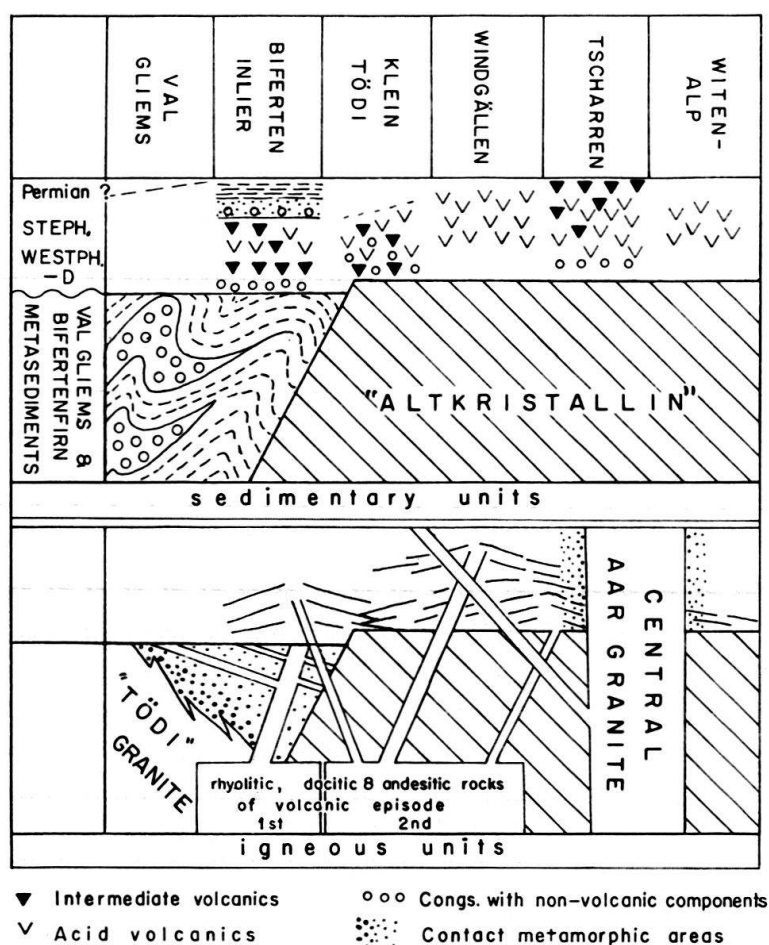 VAL GLIEMS
BIFERTEN INLIER
KLEIN TÖDI
WINDGÄLLEN
TSCHARREN
WITEN-
ALP
Permian ?
STEPH.
WESTPH.
-D
VAL GLIEMS &
BIFERTENFIRN
METASEDIMENTS
"ALTKRISTALLIN"
sedimentary units
"TÖDI"
GRANITE
CENTRAL
AAR GRANITE
rhyolitic, dacitic & andesitic rocks
of volcanic episode
1st 2nd
igneous units
Intermediate volcanics
Congs. with non-volcanic components
Acid volcanics
Contact metamorphic areas